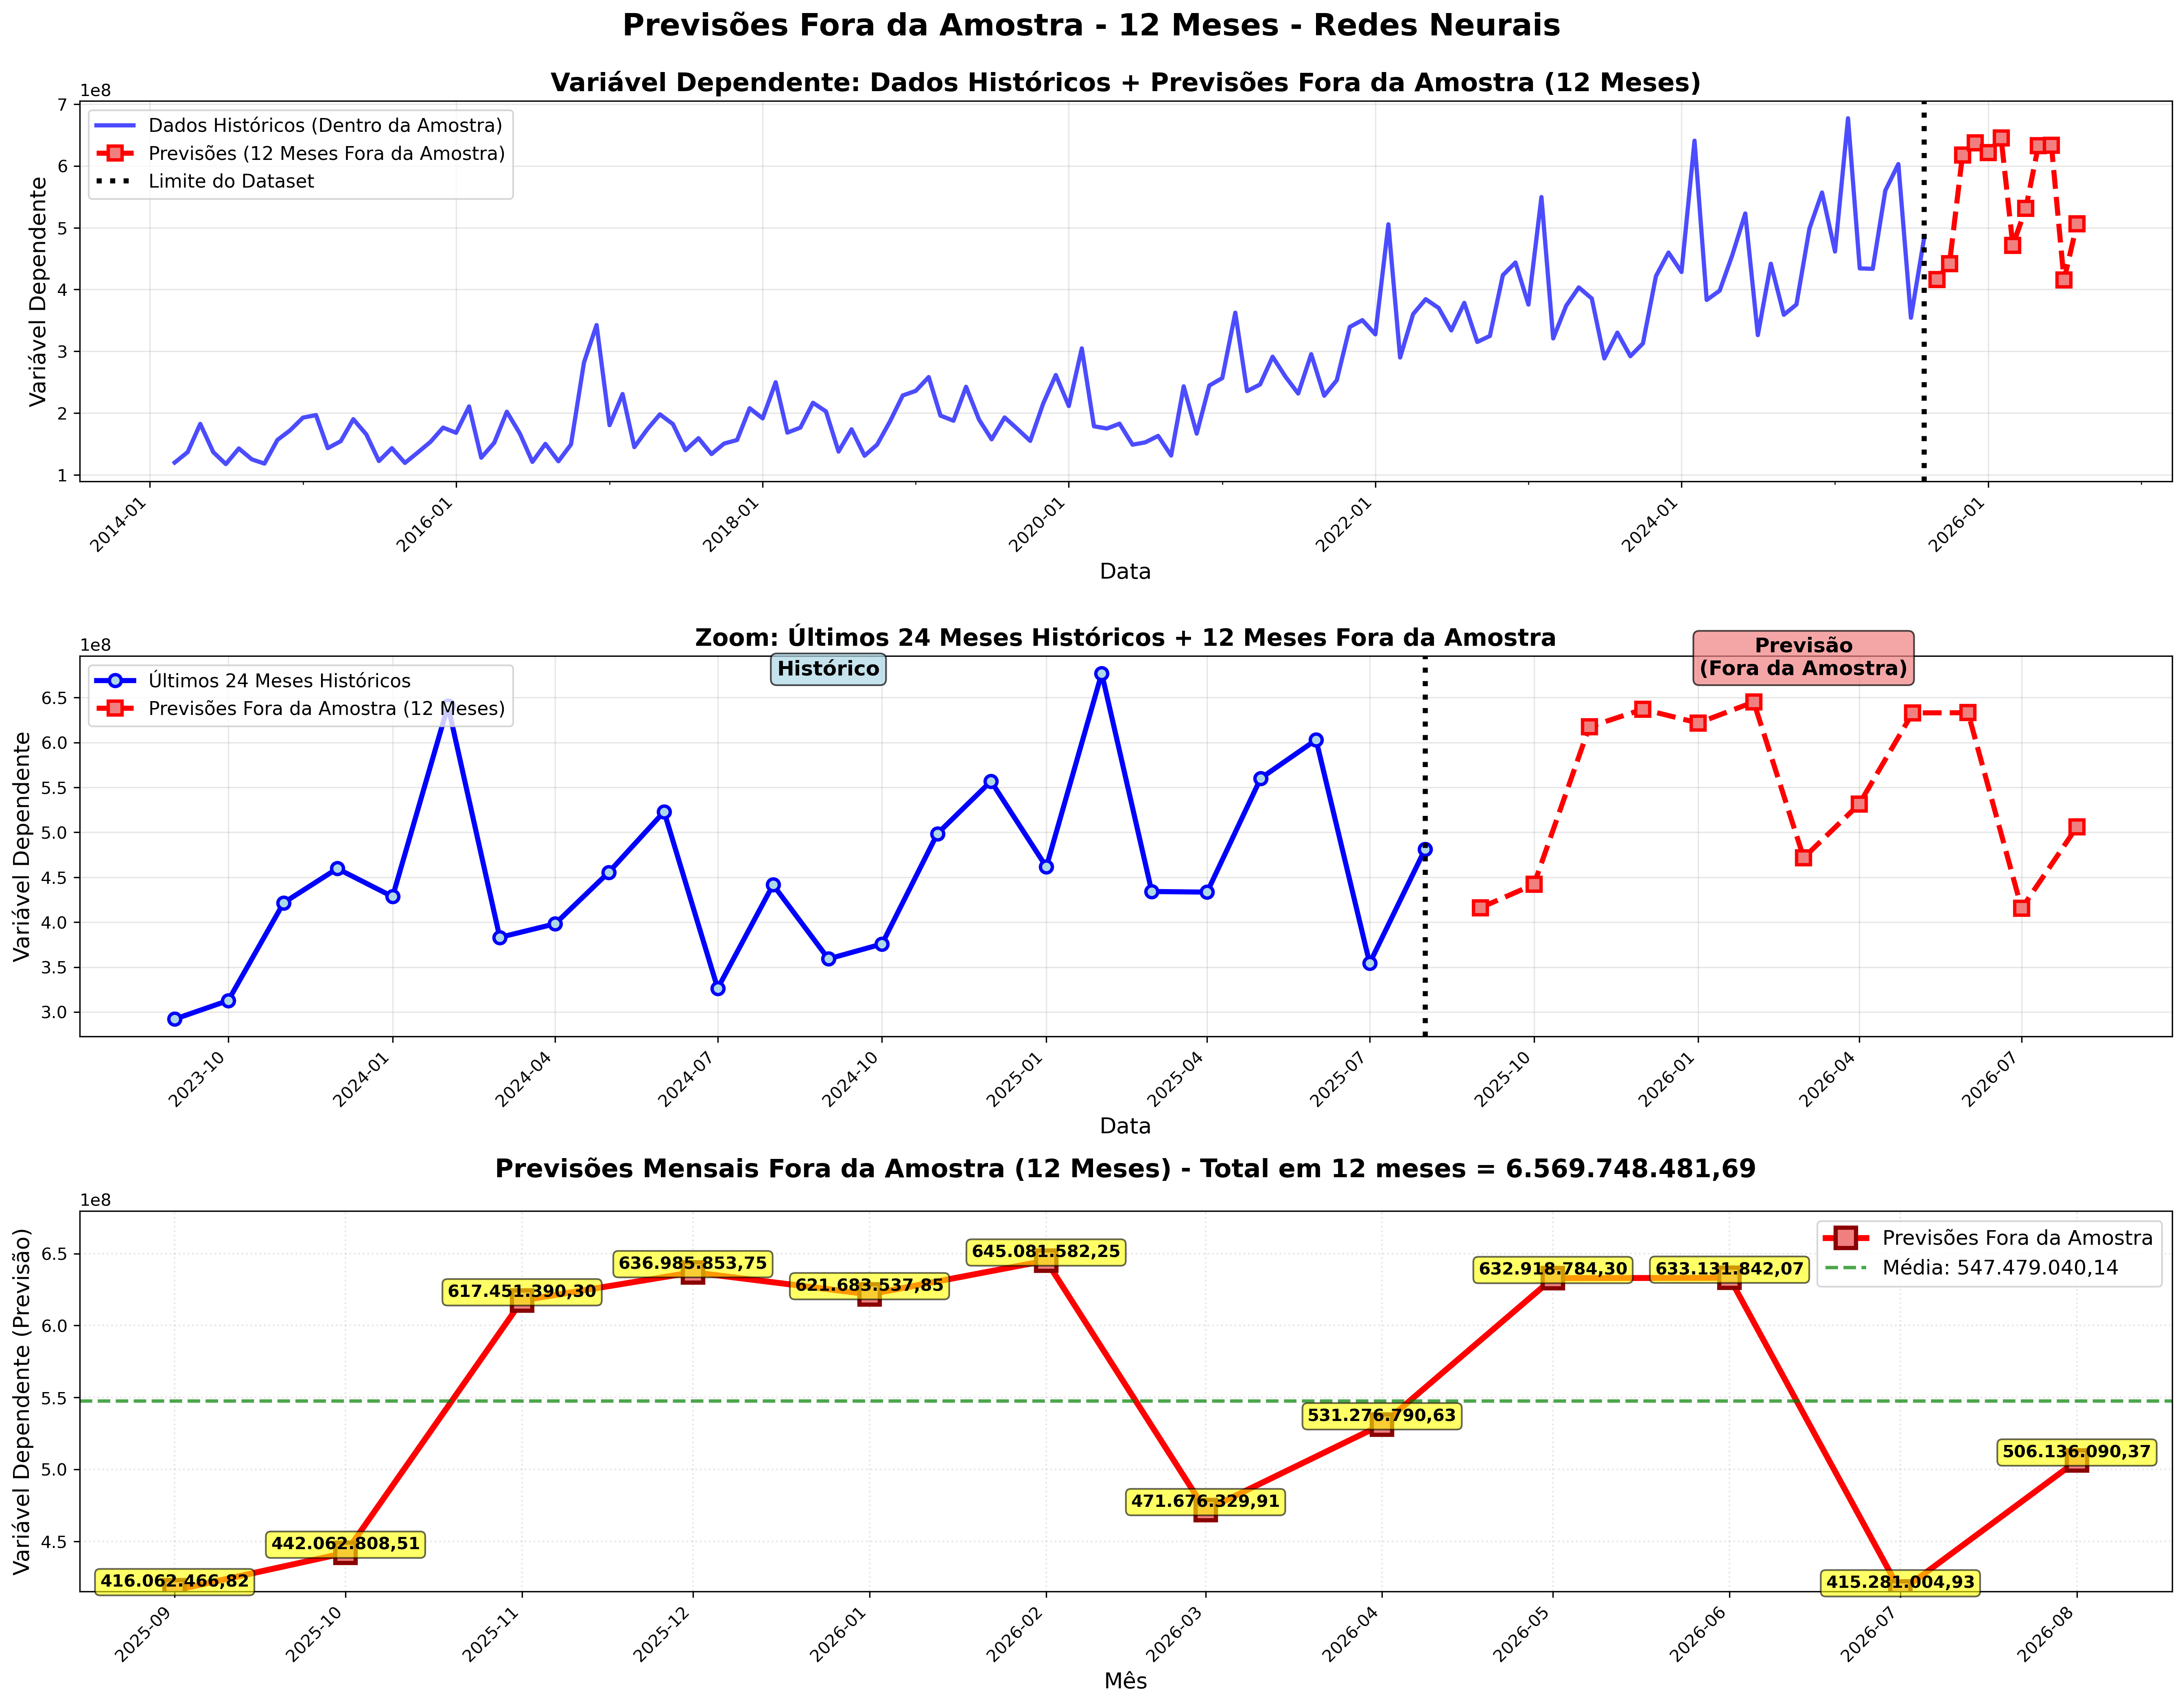 Previsões Fora da Amostra - 12 Meses - Redes Neurais
Variável Dependente: Dados Históricos + Previsões Fora da Amostra (12 Meses)
1e8
Dados Históricos (Dentro da Amostra)
Previsões (12 Meses Fora da Amostra)
Limite do Dataset
Variável Dependente
7
6
5
4
3
2
1
2014-01
2016-01
2018-01
2020-01
2022-01
2024-01
2026-01
Data
Zoom: Últimos 24 Meses Históricos + 12 Meses Fora da Amostra
1e8
Últimos 24 Meses Históricos
Previsões Fora da Amostra (12 Meses)
Histórico
Previsão
(Fora da Amostra)
Variável Dependente
6.5
6.0
5.5
5.0
4.5
4.0
3.5
3.0
2023-10
2024-01
2024-04
2024-07
2024-10
2025-01
2025-04
2025-07
2025-10
2026-01
2026-04
2026-07
Data
Previsões Mensais Fora da Amostra (12 Meses) - Total em 12 meses = 6.569.748.481,69
1e8
Previsões Fora da Amostra
Média: 547.479.040,14
Variável Dependente (Previsão)
6.5
6.0
5.5
5.0
4.5
416.062.466,82
442.062.808,51
617.451.390,30
636.985.853,75
621.683.537,85
645.081.582,25
471.676.329,91
531.276.790,63
632.918.784,30
633.131.842,07
415.281.004,93
506.136.090,37
2025-09
2025-10
2025-11
2025-12
2026-01
2026-02
2026-03
2026-04
2026-05
2026-06
2026-07
2026-08
Mês